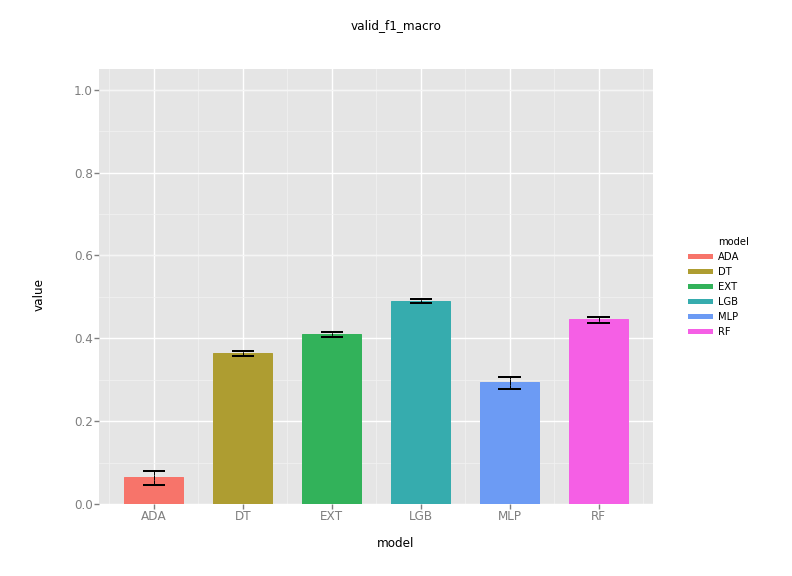 valid_f1_macro
1.0
0.8
0.6
0.4
0.2
0.0
value
ADA DT EXT LGB MLP RF
model
model
ADA
DT
EXT
LGB
MLP
RF